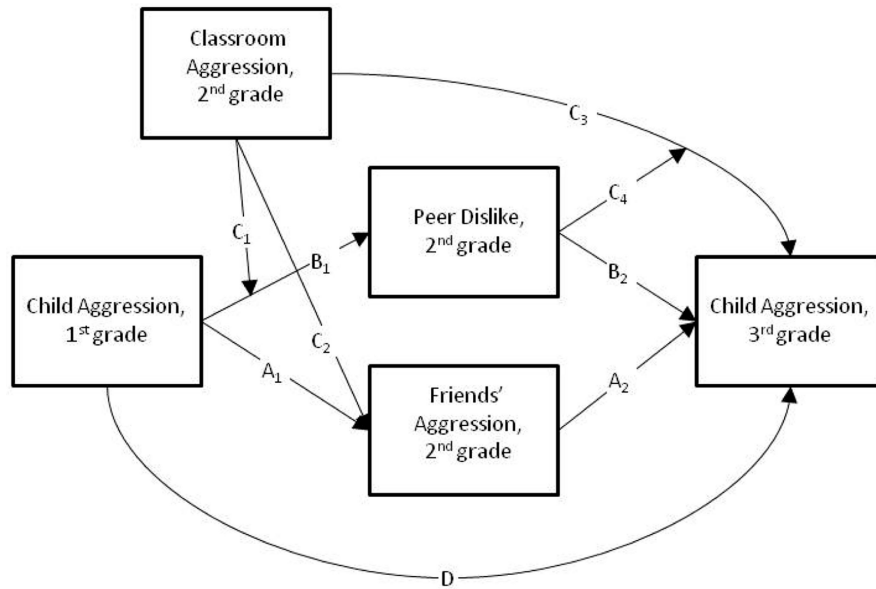 Classroom
Aggression,
2nd grade
C3
Peer Dislike,
2nd grade
C4
C1
B1
B2
Child Aggression,
1st grade
Child Aggression,
3rd grade
C2
A1
A2
Friends’
Aggression,
2nd grade
D